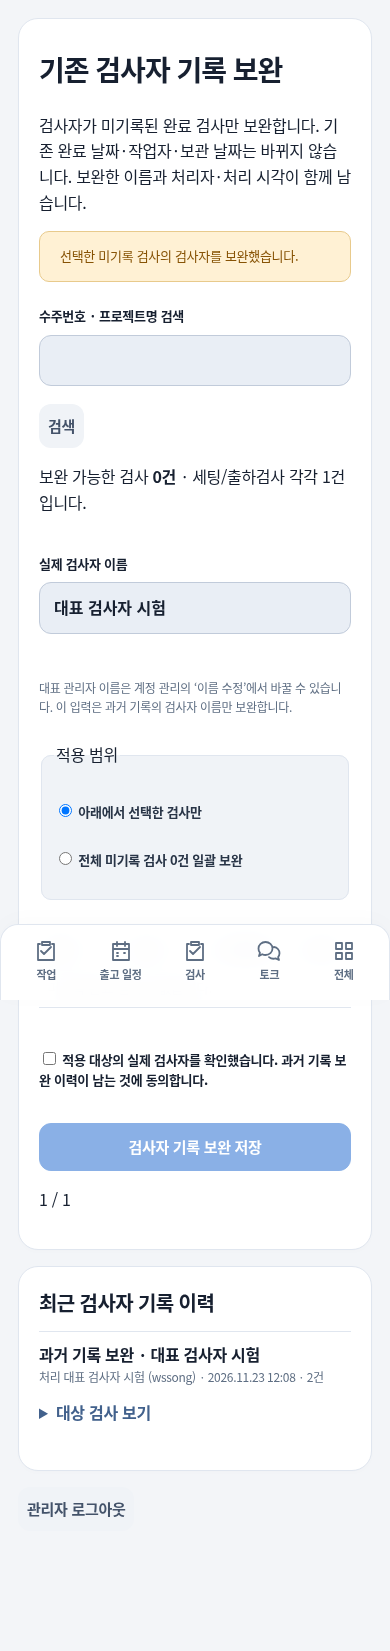 기존 검사자 기록 보완
검사자가 미기록된 완료 검사만 보완합니다. 기
존 완료 날짜·작업자·보관 날짜는 바뀌지 않습
니다. 보완한 이름과 처리자·처리 시각이 함께 남
습니다.
선택한 미기록 검사의 검사자를 보완했습니다.
수주번호 · 프로젝트명 검색
검색
보완 가능한 검사 0건 · 세팅/출하검사 각각 1건
입니다.
실제 검사자 이름
대표 검사자 시험
대표 관리자 이름은 계정 관리의 ‘이름 수정’에서 바꿀 수 있습니
다. 이 입력은 과거 기록의 검사자 이름만 보완합니다.
적용 범위
아래에서 선택한 검사만
전체 미기록 검사 0건 일괄 보완
작업
출고 일정
검사
토크
전체
적용 대상의 실제 검사자를 확인했습니다. 과거 기록 보
완 이력이 남는 것에 동의합니다.
검사자 기록 보완 저장
1 / 1
최근 검사자 기록 이력
과거 기록 보완 · 대표 검사자 시험
처리 대표 검사자 시험 (wssong) · 2026.11.23 12:08 · 2건
▶ 대상 검사 보기
관리자 로그아웃